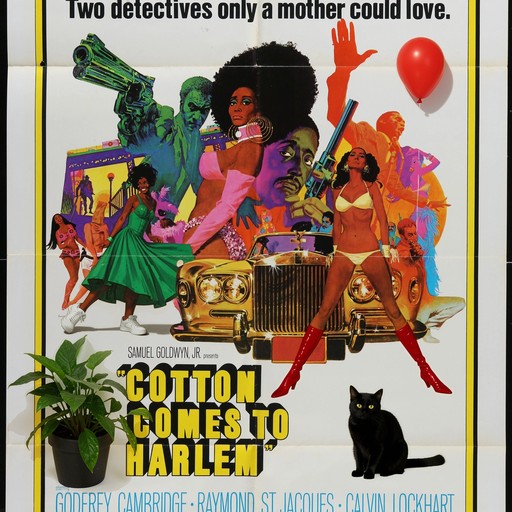 Two detectives only a mother could love.
SAMUEL GOLDWYN, JR. presents
"COTTON
COMES TO
HARLEM"
GODFREY CAMBRIDGE · RAYMOND ST. JACQUES · CALVIN LOCKHART